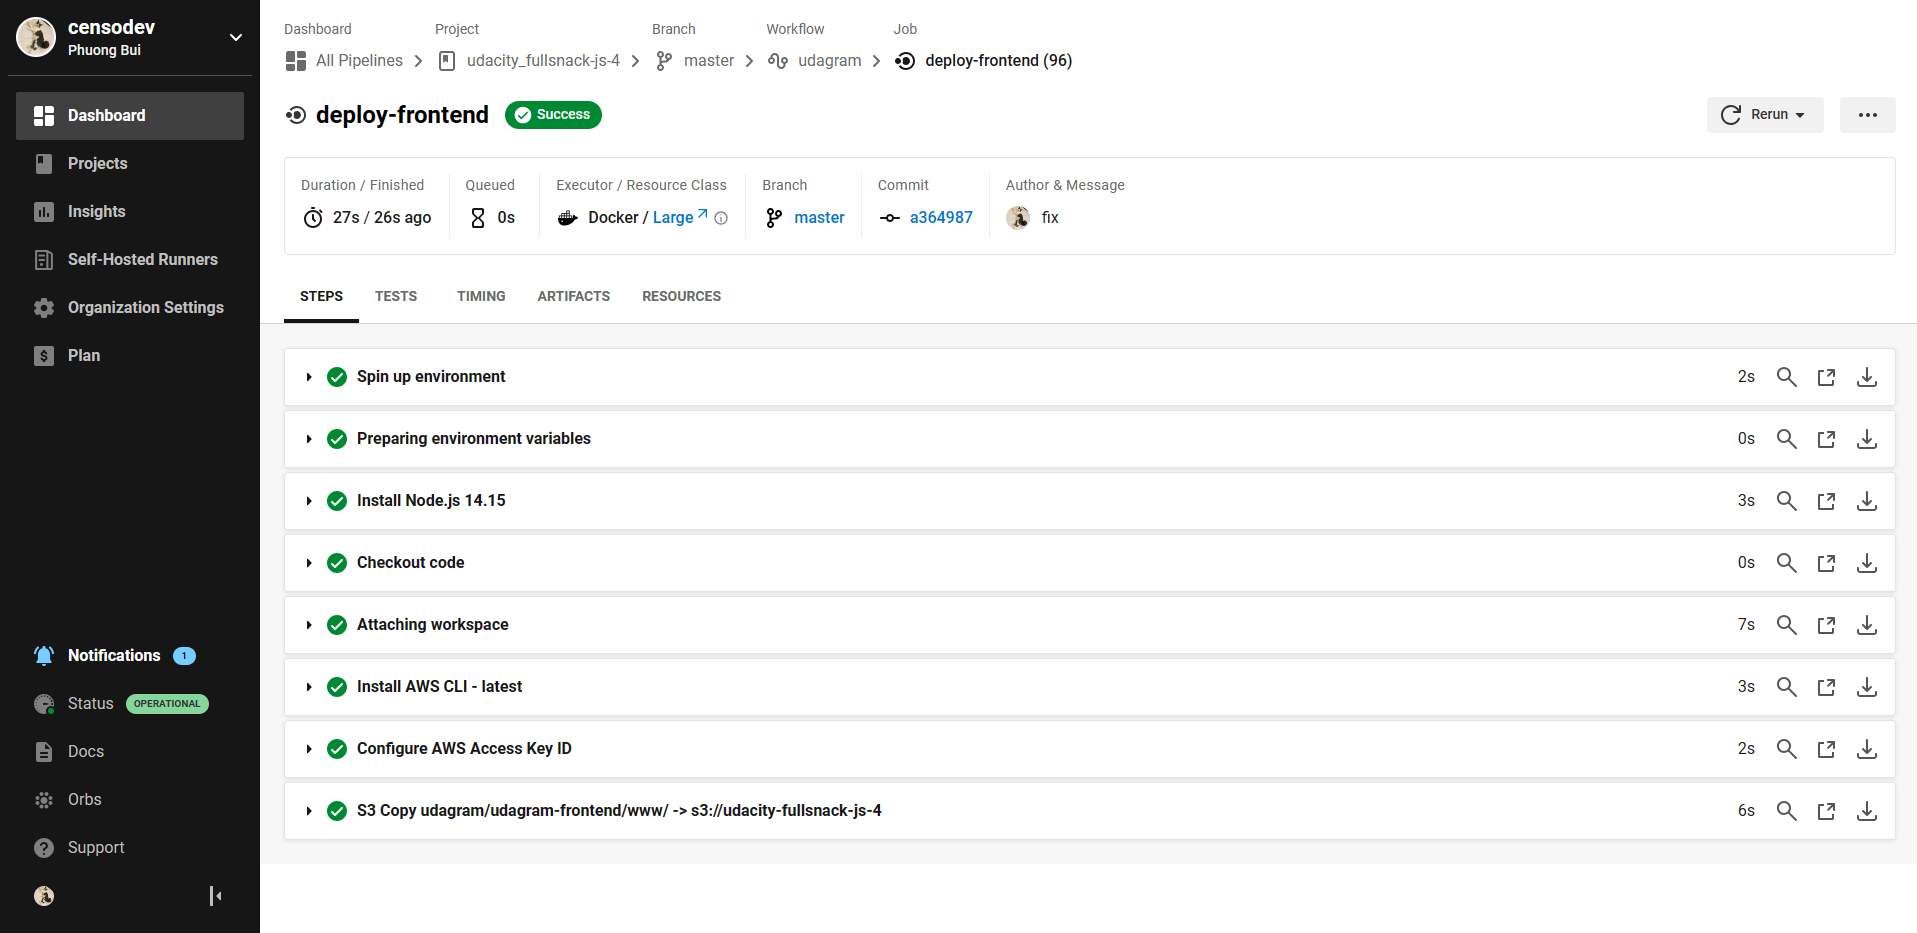 censodev
Phuong Bui
Dashboard
Projects
Insights
Self-Hosted Runners
Organization Settings
Plan
Notifications 1
Status OPERATIONAL
Docs
Orbs
Support
Dashboard Project Branch Workflow Job
All Pipelines udacity_fullsnack-js-4 master udagram deploy-frontend (96)
deploy-frontend Success Rerun
Duration / Finished Queued Executor / Resource Class Branch Commit Author & Message
27s / 26s ago 0s Docker / Large master a364987 fix
STEPS TESTS TIMING ARTIFACTS RESOURCES
Spin up environment 2s
Preparing environment variables 0s
Install Node.js 14.15 3s
Checkout code 0s
Attaching workspace 7s
Install AWS CLI - latest 3s
Configure AWS Access Key ID 2s
S3 Copy udagram/udagram-frontend/www/ -> s3://udacity-fullsnack-js-4 6s